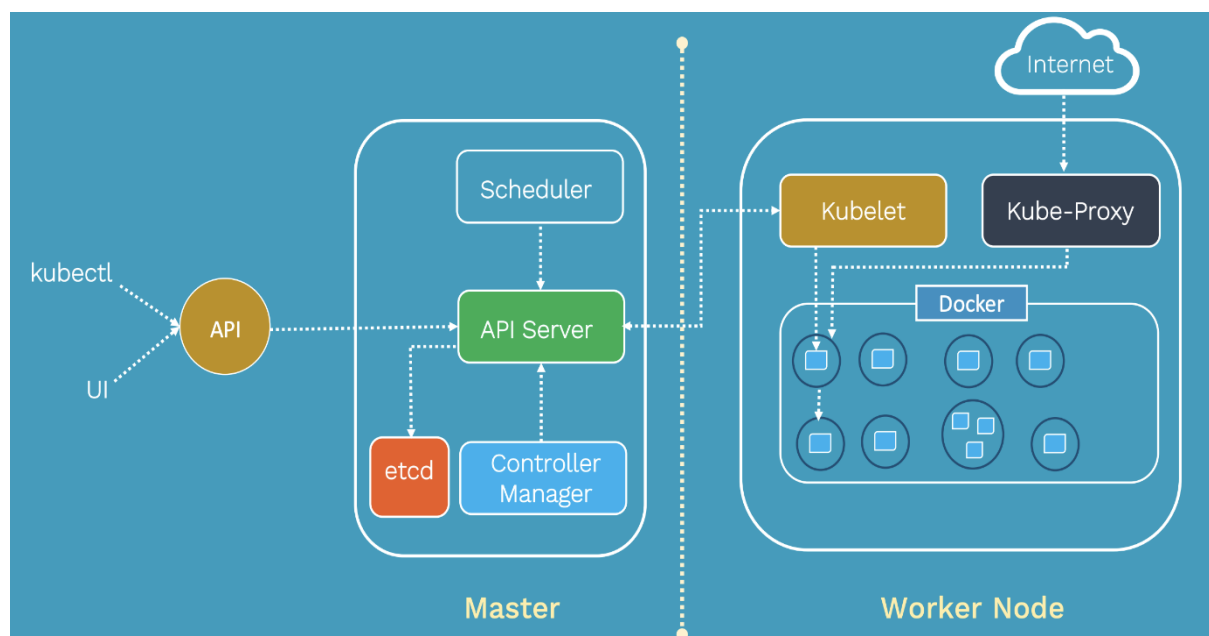 Internet
Scheduler
Kubelet
Kube-Proxy
kubectl
API
API Server
Docker
UI
etcd
Controller
Manager
Master
Worker Node